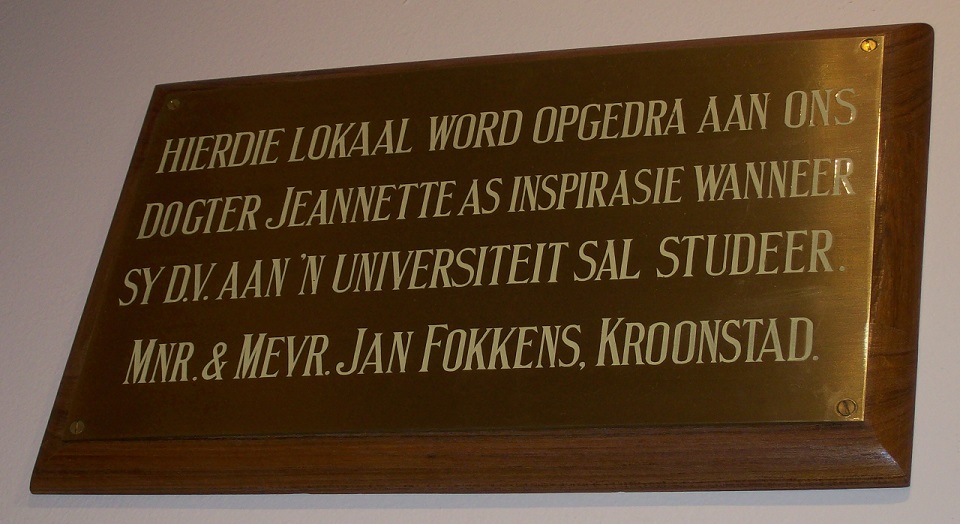 HIERDIE LOKAAL WORD OPGEDRA AAN ONS
DOGTER JEANNETTE AS INSPIRASIE WANNEER
SY D.V. AAN 'N UNIVERSITEIT SAL STUDEER.
MNR. & MEVR. JAN FOKKENS, KROONSTAD.